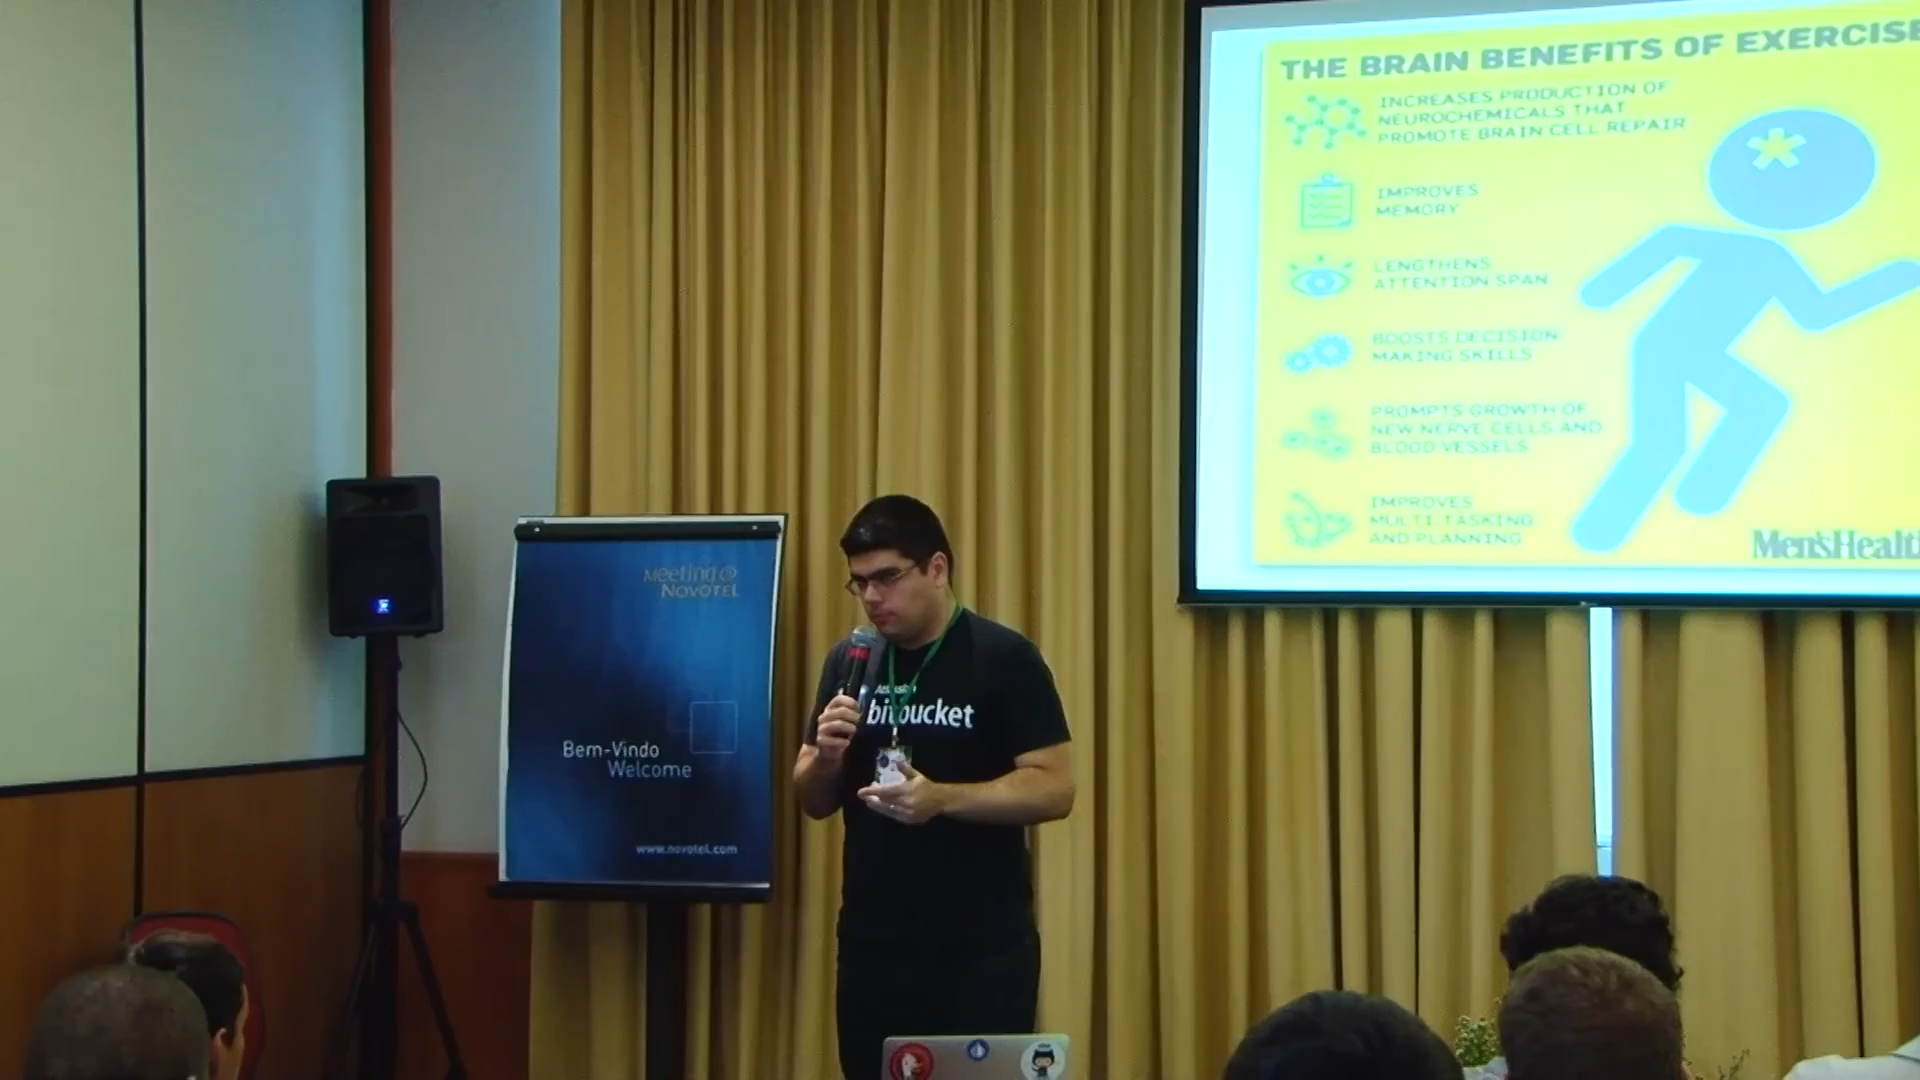 THE BRAIN BENEFITS OF EXERCISE
INCREASES PRODUCTION OF
NEUROCHEMICALS THAT
PROMOTE BRAIN CELL REPAIR
IMPROVES
MEMORY
LENGTHENS
ATTENTION SPAN
BOOSTS DECISION
MAKING SKILLS
PROMPTS GROWTH OF
NEW NERVE CELLS AND
BLOOD VESSELS
IMPROVES
MULTI TASKING
AND PLANNING
Men'sHealth
Meeting@
NOVOTEL
Bem-Vindo
Welcome
www.novotel.com
Atlassian
bitbucket